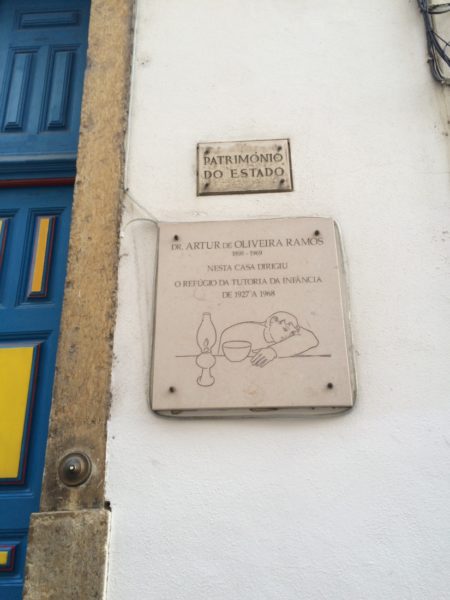 PATRIMÓNIO
DO ESTADO
DR. ARTUR DE OLIVEIRA RAMOS
NESTA CASA DIRIGIU
O REFÚGIO DA TUTORIA DA INFÂNCIA
DE 1927 A 1968